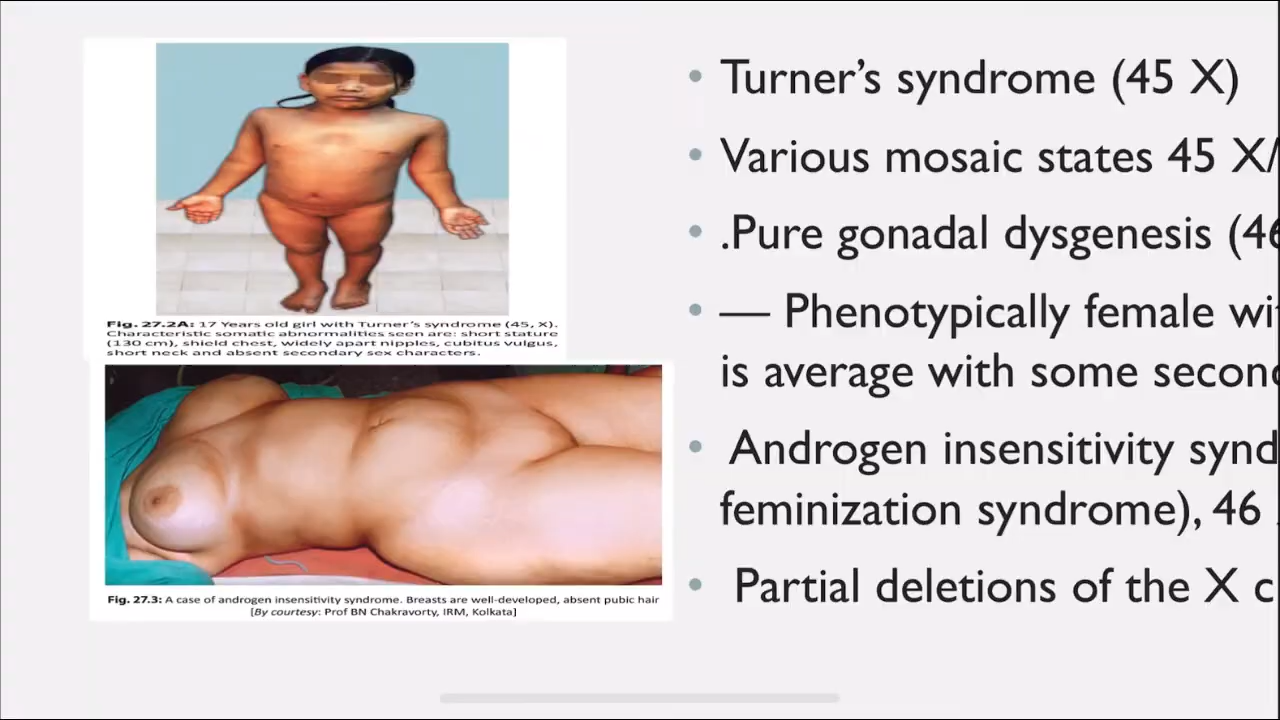 Turner's syndrome (45 X)
Various mosaic states 45 X/
.Pure gonadal dysgenesis (46
— Phenotypically female wi
is average with some second
Androgen insensitivity synd
feminization syndrome), 46
Partial deletions of the X c
Fig. 27.2A: 17 Years old girl with Turner's syndrome (45, X).
Characteristic somatic abnormalities seen are: short stature
(130 cm), shield chest, widely apart nipples, cubitus vulgus,
short neck and absent secondary sex characters.
Fig. 27.3: A case of androgen insensitivity syndrome. Breasts are well-developed, absent pubic hair
[By courtesy: Prof BN Chakravorty, IRM, Kolkata]